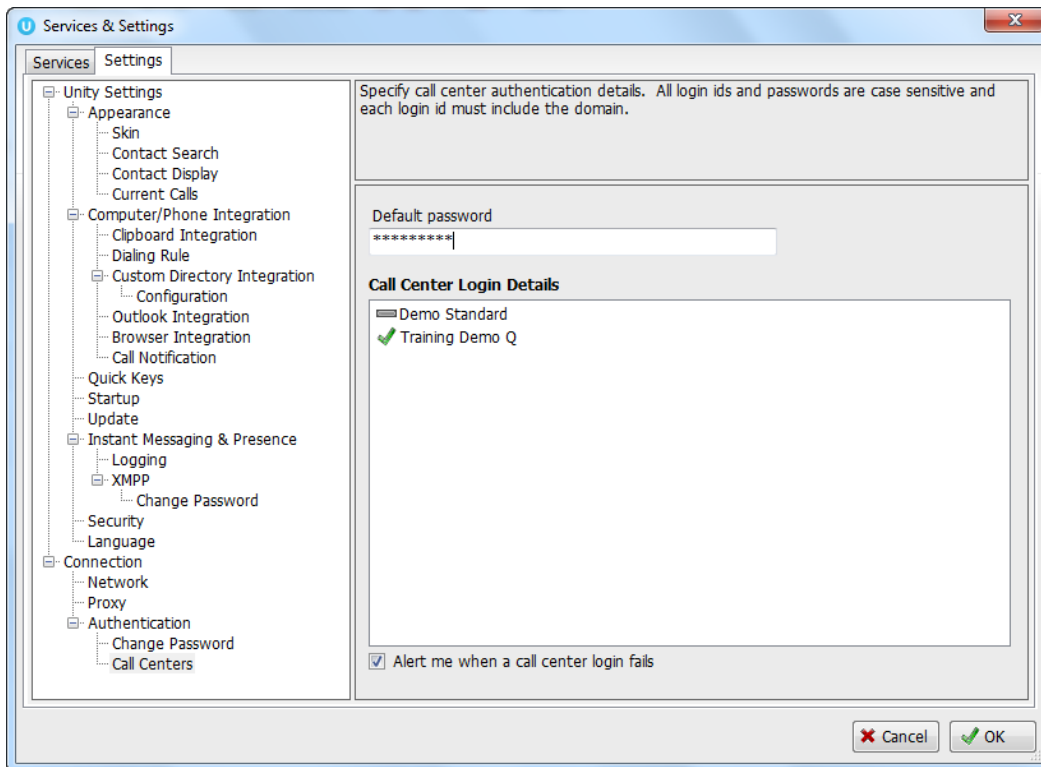 Services & Settings
Services
Settings
Unity Settings
Appearance
Skin
Contact Search
Contact Display
Current Calls
Computer/Phone Integration
Clipboard Integration
Dialing Rule
Custom Directory Integration
Configuration
Outlook Integration
Browser Integration
Call Notification
Quick Keys
Startup
Update
Instant Messaging & Presence
Logging
XMPP
Change Password
Security
Language
Connection
Network
Proxy
Authentication
Change Password
Call Centers
Specify call center authentication details.  All login ids and passwords are case sensitive and
each login id must include the domain.
Default password
*********
Call Center Login Details
Demo Standard
Training Demo Q
Alert me when a call center login fails
Cancel
OK